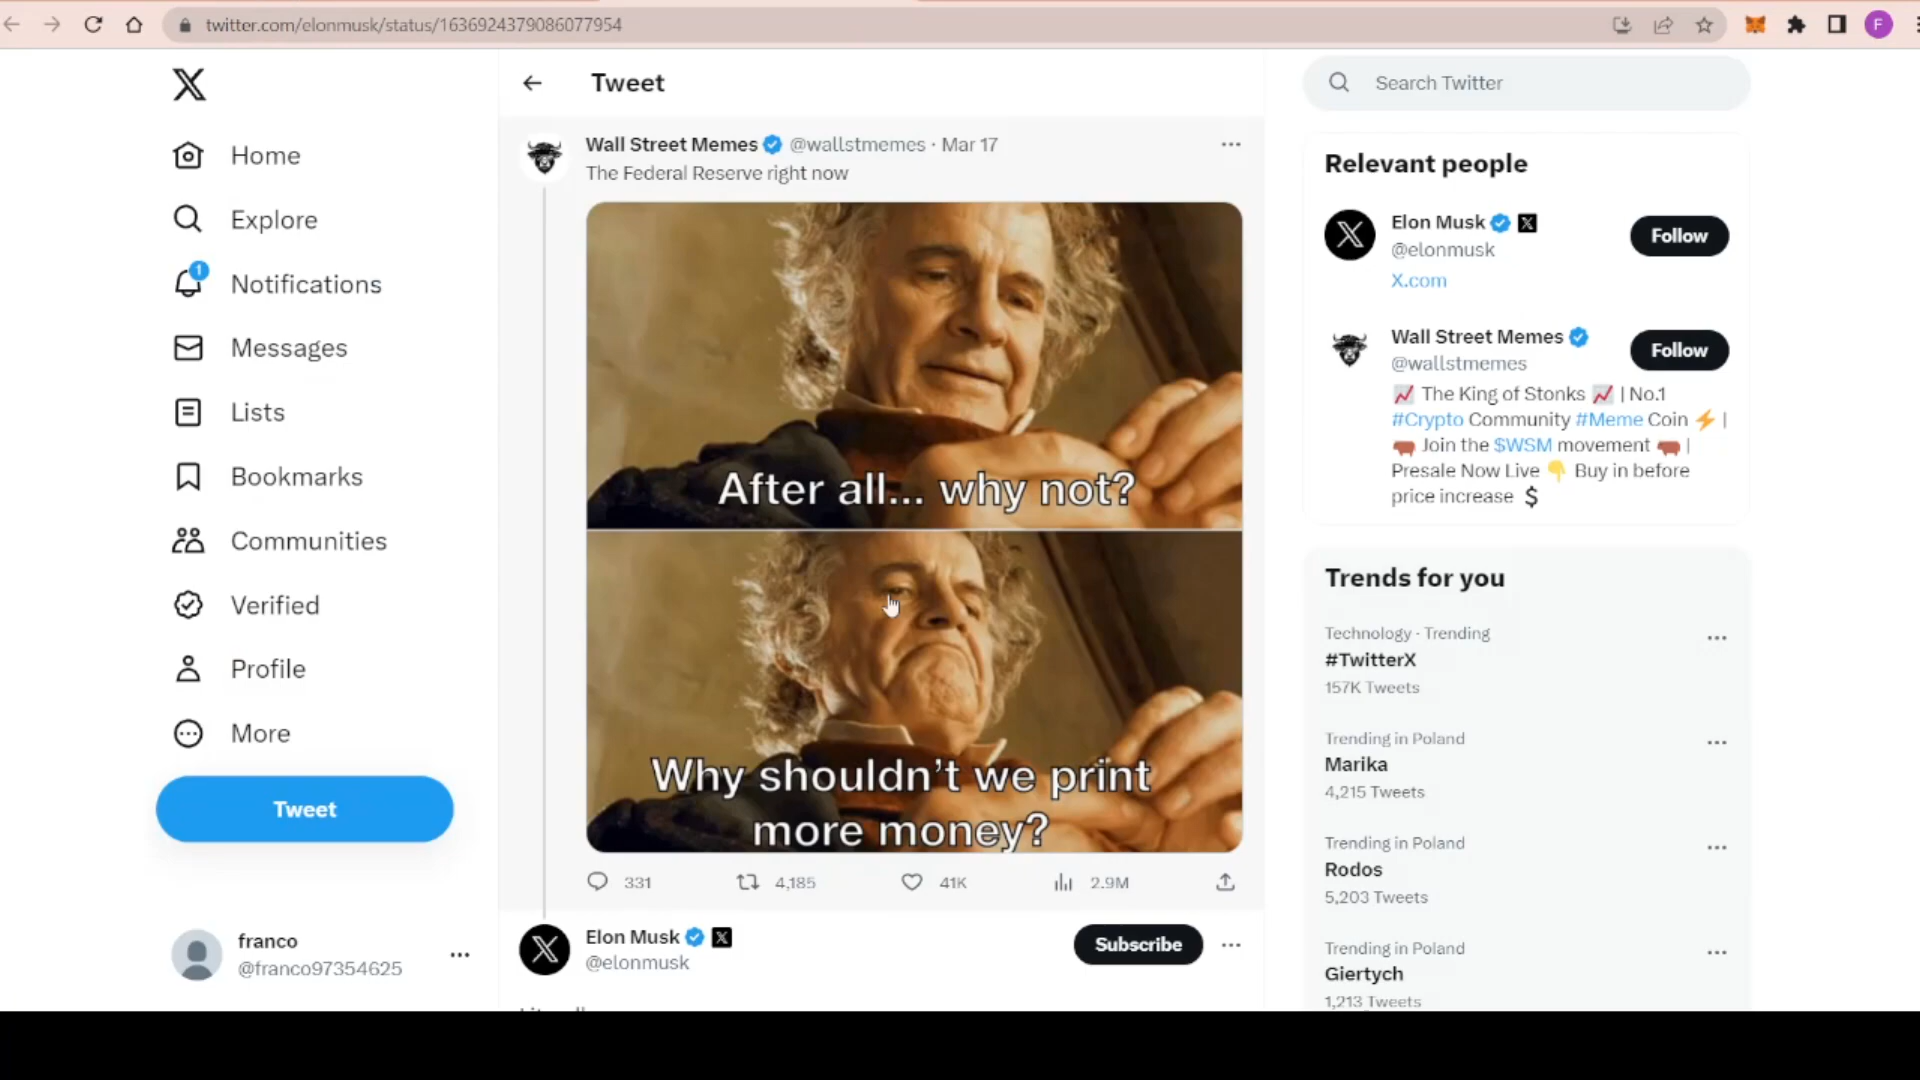 twitter.com/elonmusk/status/1636924379086077954
F
Home
Explore
1
Notifications
Messages
Lists
Bookmarks
Communities
Verified
Profile
More
Tweet
franco
@franco97354625
Tweet
Wall Street Memes @wallstmemes · Mar 17
The Federal Reserve right now
After all... why not?
Why shouldn't we print
more money?
331 4,185 41K 2.9M
Elon Musk
@elonmusk
Subscribe
Search Twitter
Relevant people
Elon Musk
@elonmusk
Follow
X.com
Wall Street Memes
@wallstmemes
Follow
📈 The King of Stonks 📈 | No.1
#Crypto Community #Meme Coin ⚡ |
🐂 Join the $WSM movement 🐂 |
Presale Now Live 👇 Buy in before
price increase $
Trends for you
Technology · Trending
#TwitterX
157K Tweets
Trending in Poland
Marika
4,215 Tweets
Trending in Poland
Rodos
5,203 Tweets
Trending in Poland
Giertych
1,213 Tweets